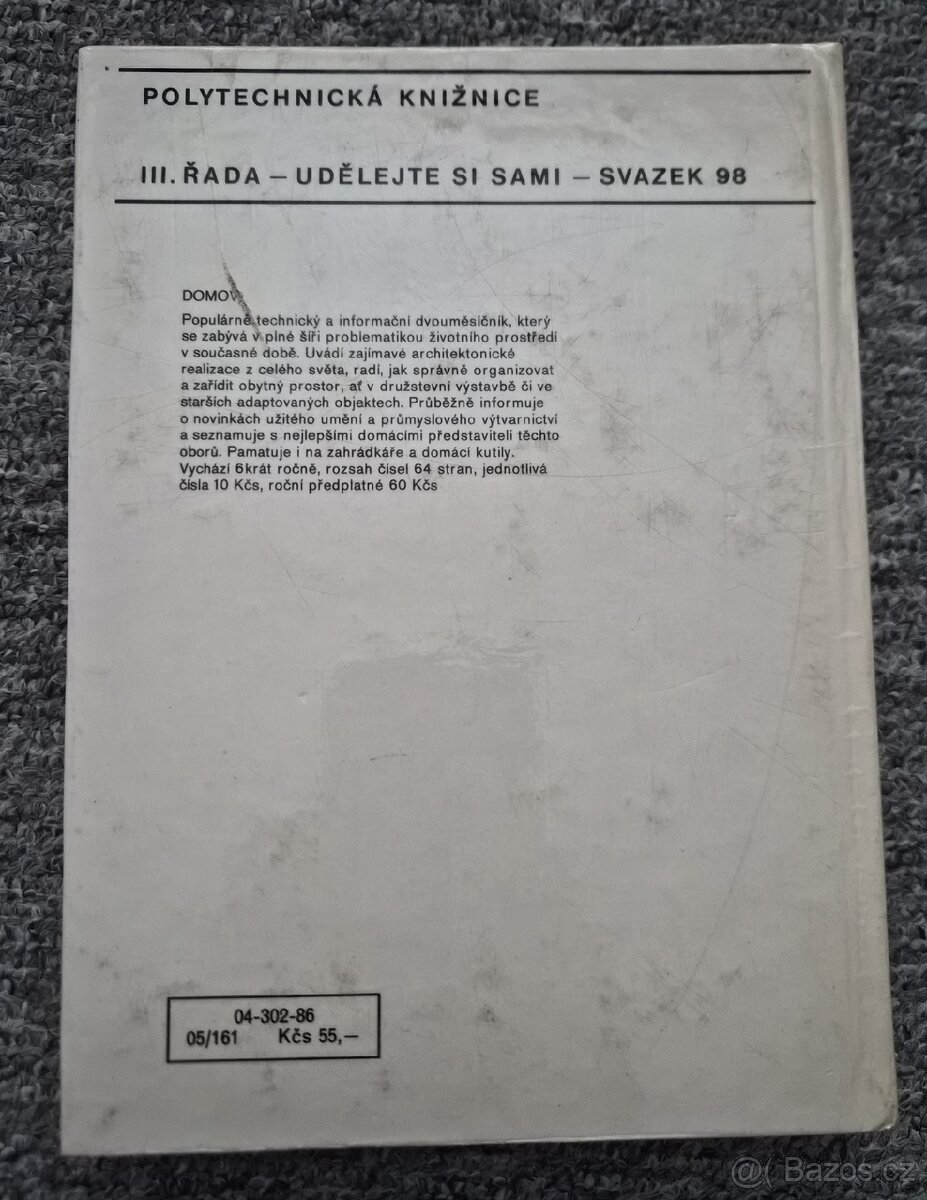 POLYTECHNICKÁ KNIŽNICE
III. ŘADA – UDĚLEJTE SI SAMI – SVAZEK 98
DOMOV
Populárně technický a informační dvouměsíčník, který
se zabývá v plné šíři problematikou životního prostředí
v současné době. Uvádí zajímavé architektonické
realizace z celého světa, radí, jak správně organizovat
a zařídit obytný prostor, ať v družstevní výstavbě či ve
starších adaptovaných objektech. Průběžně informuje
o novinkách užitého umění a průmyslového výtvarnictví
a seznamuje s nejlepšími domácími představiteli těchto
oborů. Pamatuje i na zahrádkáře a domácí kutily.
Vychází 6krát ročně, rozsah čísel 64 stran, jednotlivá
čísla 10 Kčs, roční předplatné 60 Kčs
04-302-86
05/161 Kčs 55,—
@( Bazos.cz